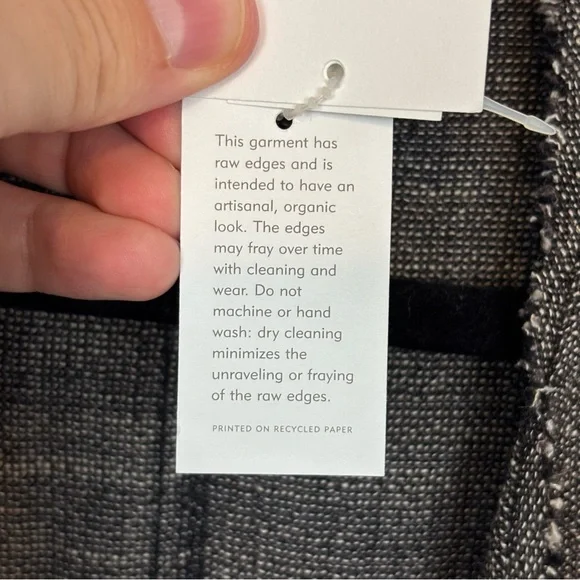 This garment has
raw edges and is
intended to have an
artisanal, organic
look. The edges
may fray over time
with cleaning and
wear. Do not
machine or hand
wash: dry cleaning
minimizes the
unraveling or fraying
of the raw edges.
PRINTED ON RECYCLED PAPER